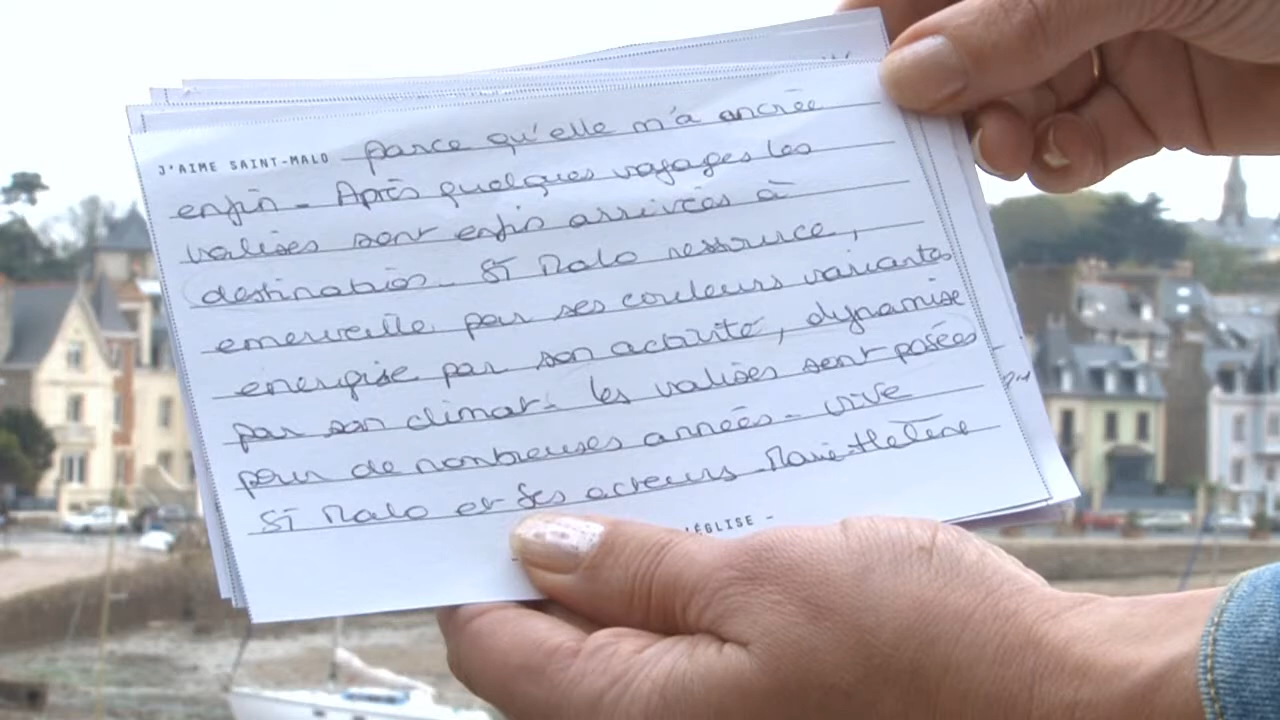 J'AIME SAINT-MALO parce qu'elle m'a ancrée
enfin - Après quelques voyages les
valises sont enfin arrivées à
destination. St Malo ressource,
emerveille par ses couleurs variantes
energise par son activité, dynamise
par son climat - les valises sont posées
pour de nombreuses années - vive
St Malo et ses acteurs Marie-Hélène
'ÉGLISE -